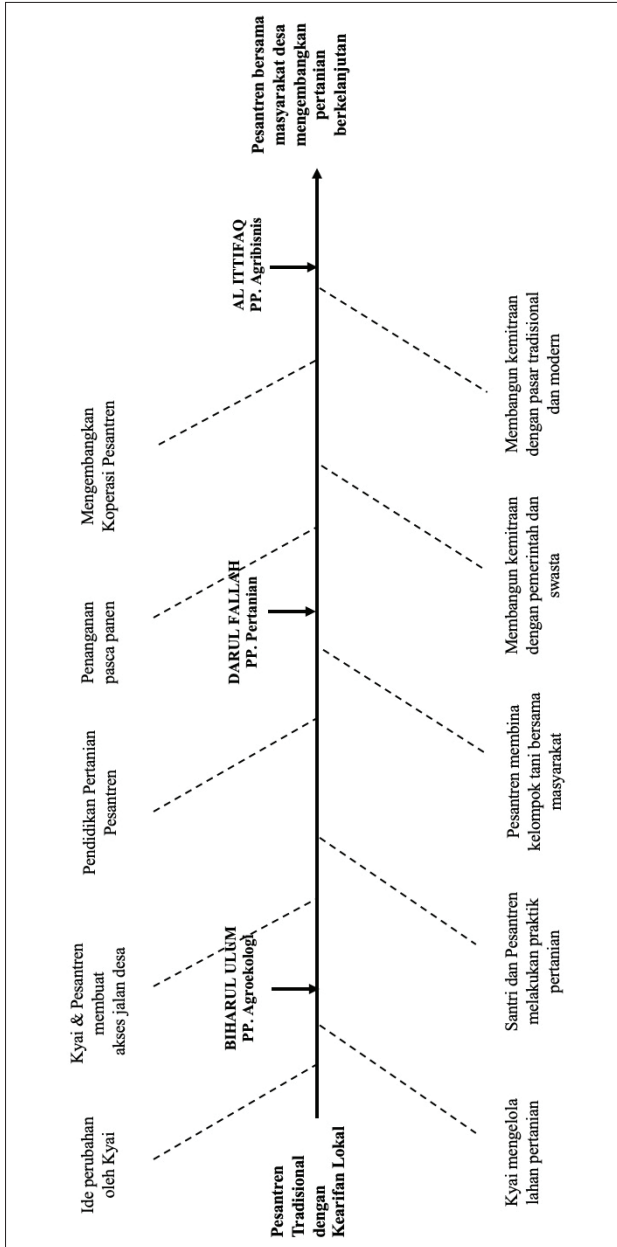 Ide perubahan
oleh Kyai
Kyai & Pesantren
membuat
akses jalan desa
Pendidikan Pertanian
Pesantren
Penanganan
pasca panen
Mengembangkan
Koperasi Pesantren
Pesantren
Tradisional
dengan
Kearifan Lokal
BIHARUL ULUM
PP. Agroekologi
DARUL FALLAH
PP. Pertanian
AL ITTIFAQ
PP. Agribisnis
Pesantren bersama
masyarakat desa
mengembangkan
pertanian
berkelanjutan
Kyai mengelola
lahan pertanian
Santri dan Pesantren
melakukan praktik
pertanian
Pesantren membina
kelompok tani bersama
masyarakat
Membangun kemitraan
dengan pemerintah dan
swasta
Membangun kemitraan
dengan pasar tradisional
dan modern